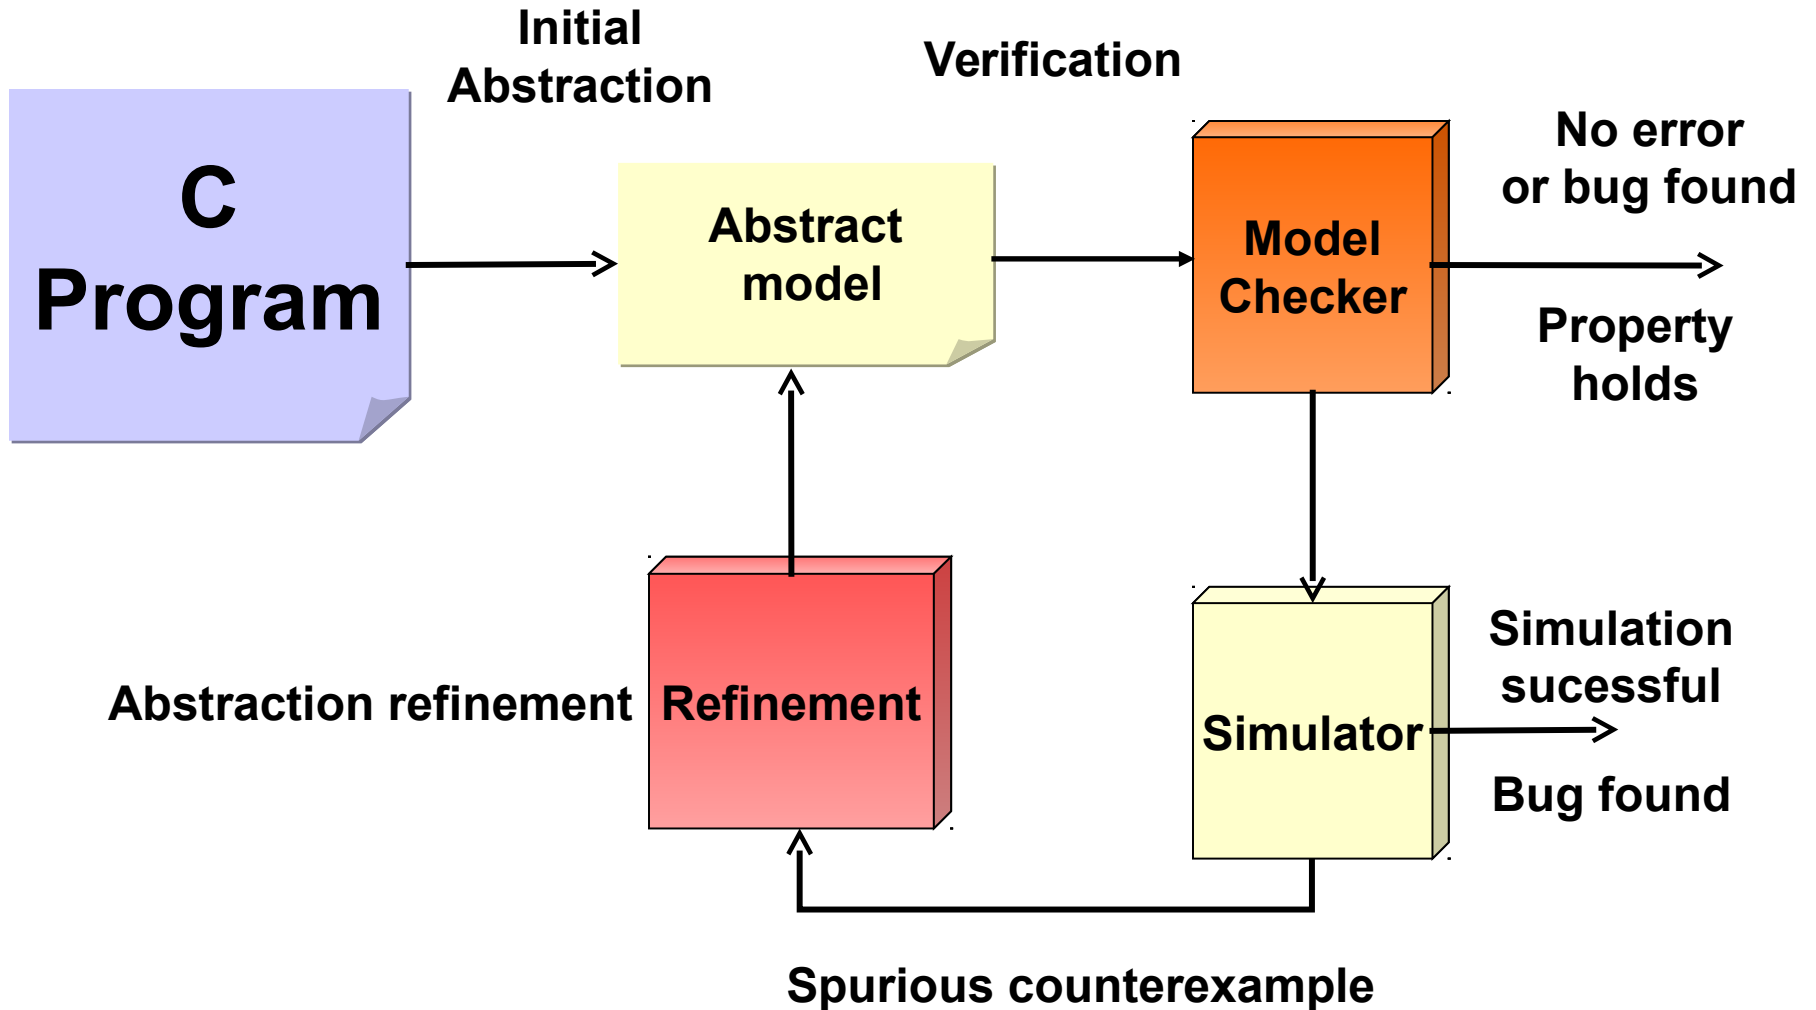 Initial
Abstraction
Verification
C
Program
Abstract
model
Model
Checker
No error
or bug found
Property
holds
Abstraction refinement
Refinement
Simulator
Simulation
sucessful
Bug found
Spurious counterexample